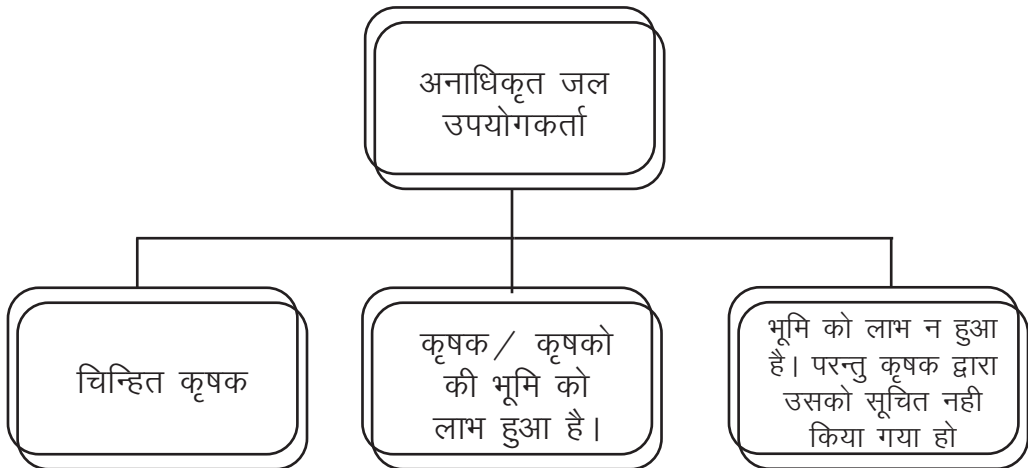 अनाधिकृत जल
उपयोगकर्ता
चिन्हित कृषक
कृषक / कृषको
की भूमि को
लाभ हुआ है।
भूमि को लाभ न हुआ
है। परन्तु कृषक द्वारा
उसको सूचित नही
किया गया हो